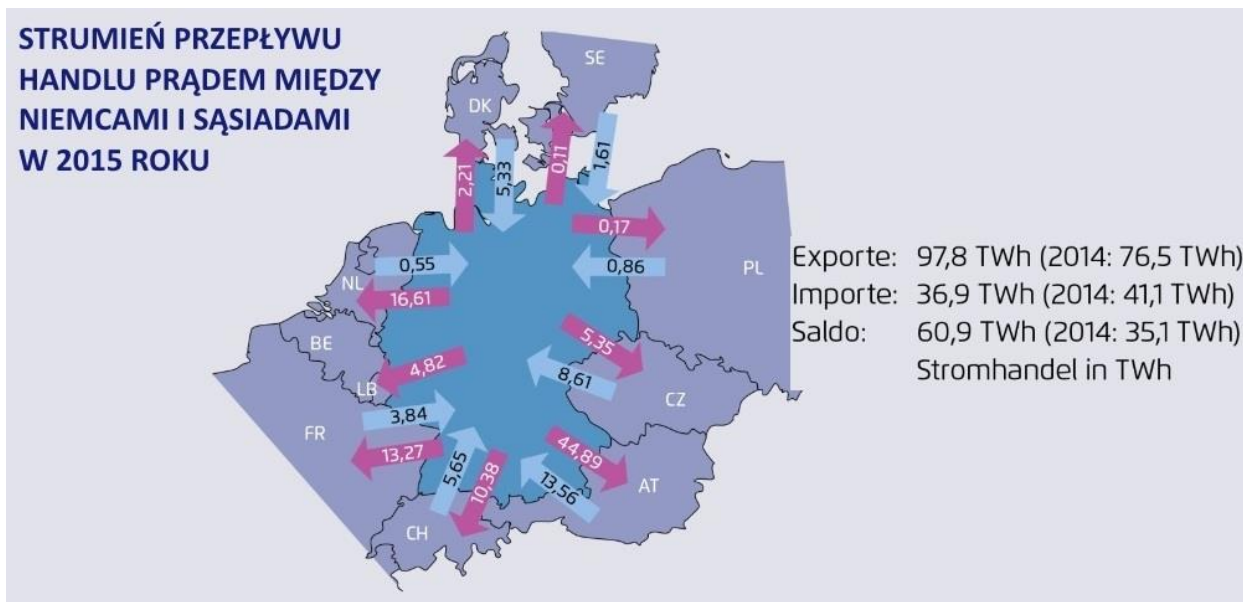 STRUMIEŃ PRZEPŁYWU
HANDLU PRĄDEM MIĘDZY
NIEMCAMI I SĄSIADAMI
W 2015 ROKU
SE
DK
2,21
5,33
0,11
1,61
0,17
0,86
PL
0,55
NL
16,61
BE
4,82
LB
5,35
8,61
CZ
FR
3,84
13,27
5,65
10,38
44,89
13,56
AT
CH
Exporte: 97,8 TWh (2014: 76,5 TWh)
Importe: 36,9 TWh (2014: 41,1 TWh)
Saldo: 60,9 TWh (2014: 35,1 TWh)
Stromhandel in TWh